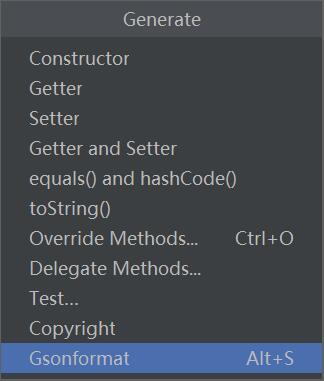 Generate
Constructor
Getter
Setter
Getter and Setter
equals() and hashCode()
toString()
Override Methods... Ctrl+O
Delegate Methods...
Test...
Copyright
Gsonformat Alt+S